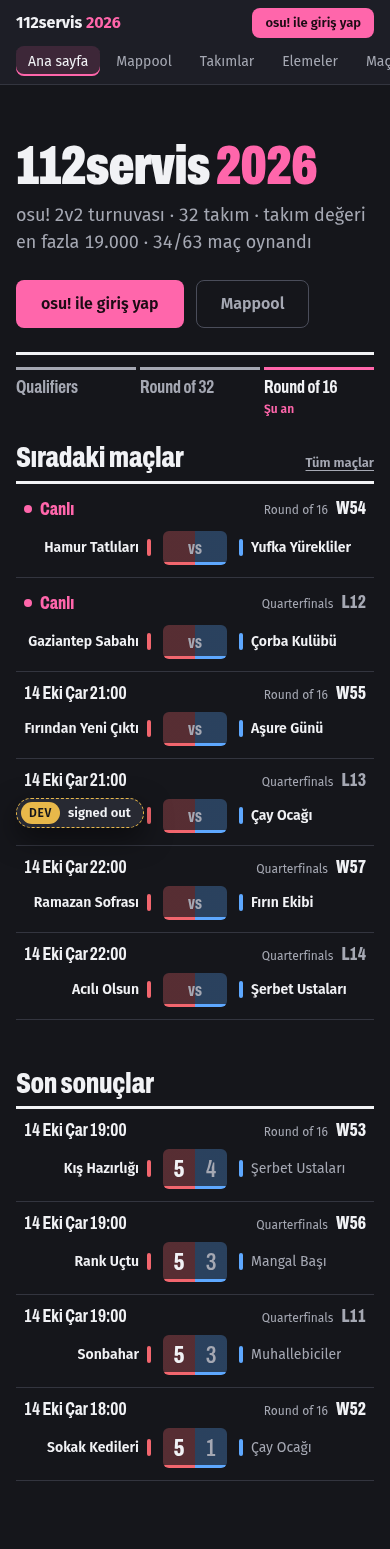 112servis 2026
osu! ile giriş yap
Ana sayfa Mappool Takımlar Elemeler Maç
112servis 2026
osu! 2v2 turnuvası · 32 takım · takım değeri
en fazla 19.000 · 34/63 maç oynandı
osu! ile giriş yap Mappool
Qualifiers Round of 32 Round of 16
Şu an
Sıradaki maçlar Tüm maçlar
Canlı Round of 16 W54
Hamur Tatlıları vs Yufka Yürekliler
Canlı Quarterfinals L12
Gaziantep Sabahı vs Çorba Kulübü
14 Eki Çar 21:00 Round of 16 W55
Fırından Yeni Çıktı vs Aşure Günü
14 Eki Çar 21:00 Quarterfinals L13
DEV signed out vs Çay Ocağı
14 Eki Çar 22:00 Quarterfinals W57
Ramazan Sofrası vs Fırın Ekibi
14 Eki Çar 22:00 Quarterfinals L14
Acılı Olsun vs Şerbet Ustaları
Son sonuçlar
14 Eki Çar 19:00 Round of 16 W53
Kış Hazırlığı 5 4 Şerbet Ustaları
14 Eki Çar 19:00 Quarterfinals W56
Rank Uçtu 5 3 Mangal Başı
14 Eki Çar 19:00 Quarterfinals L11
Sonbahar 5 3 Muhallebiciler
14 Eki Çar 18:00 Round of 16 W52
Sokak Kedileri 5 1 Çay Ocağı